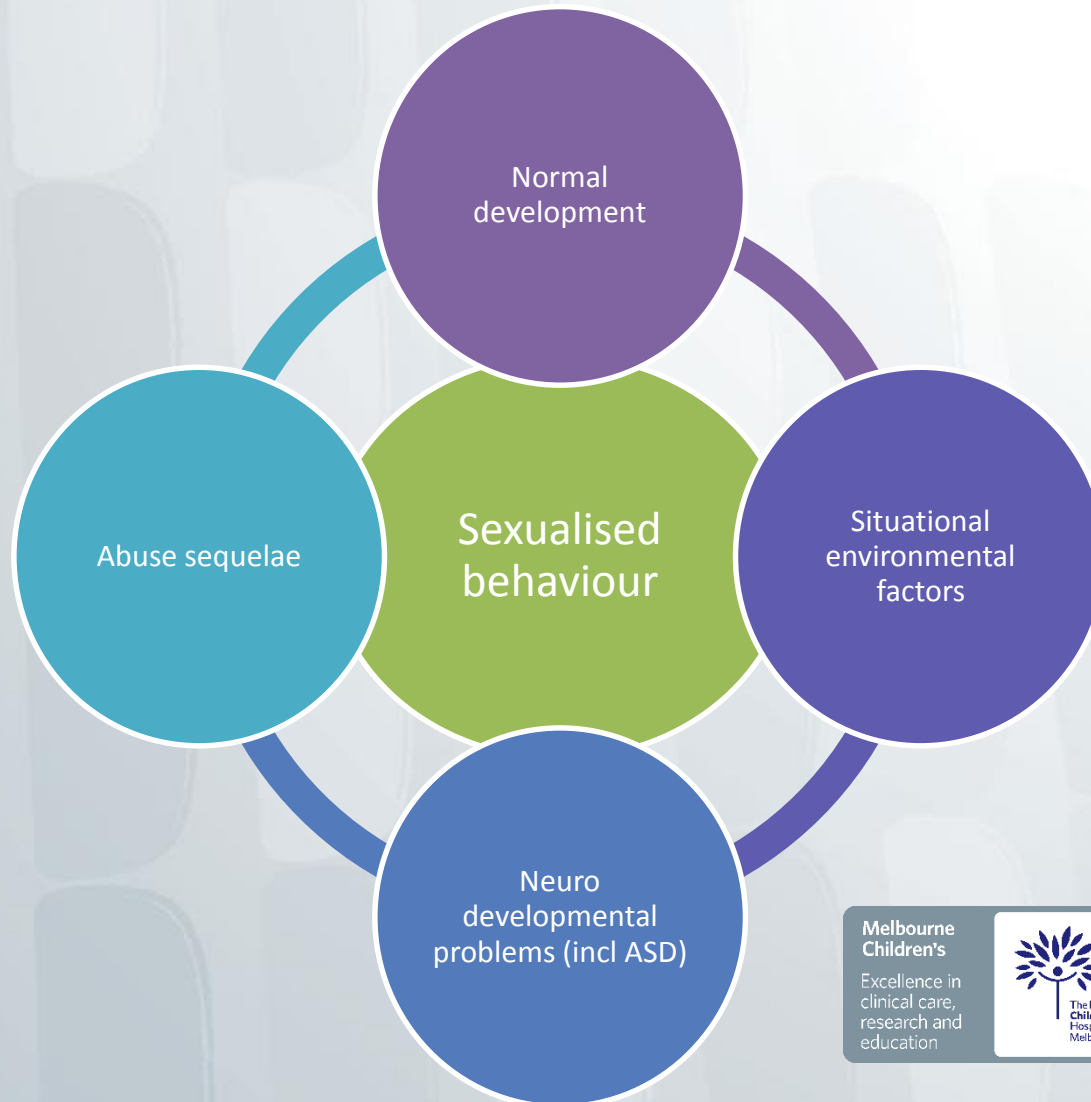 Normal
development
Abuse sequelae
Sexualised
behaviour
Situational
environmental
factors
Neuro
developmental
problems (incl ASD)
Melbourne
Children's
Excellence in
clinical care,
research and
education